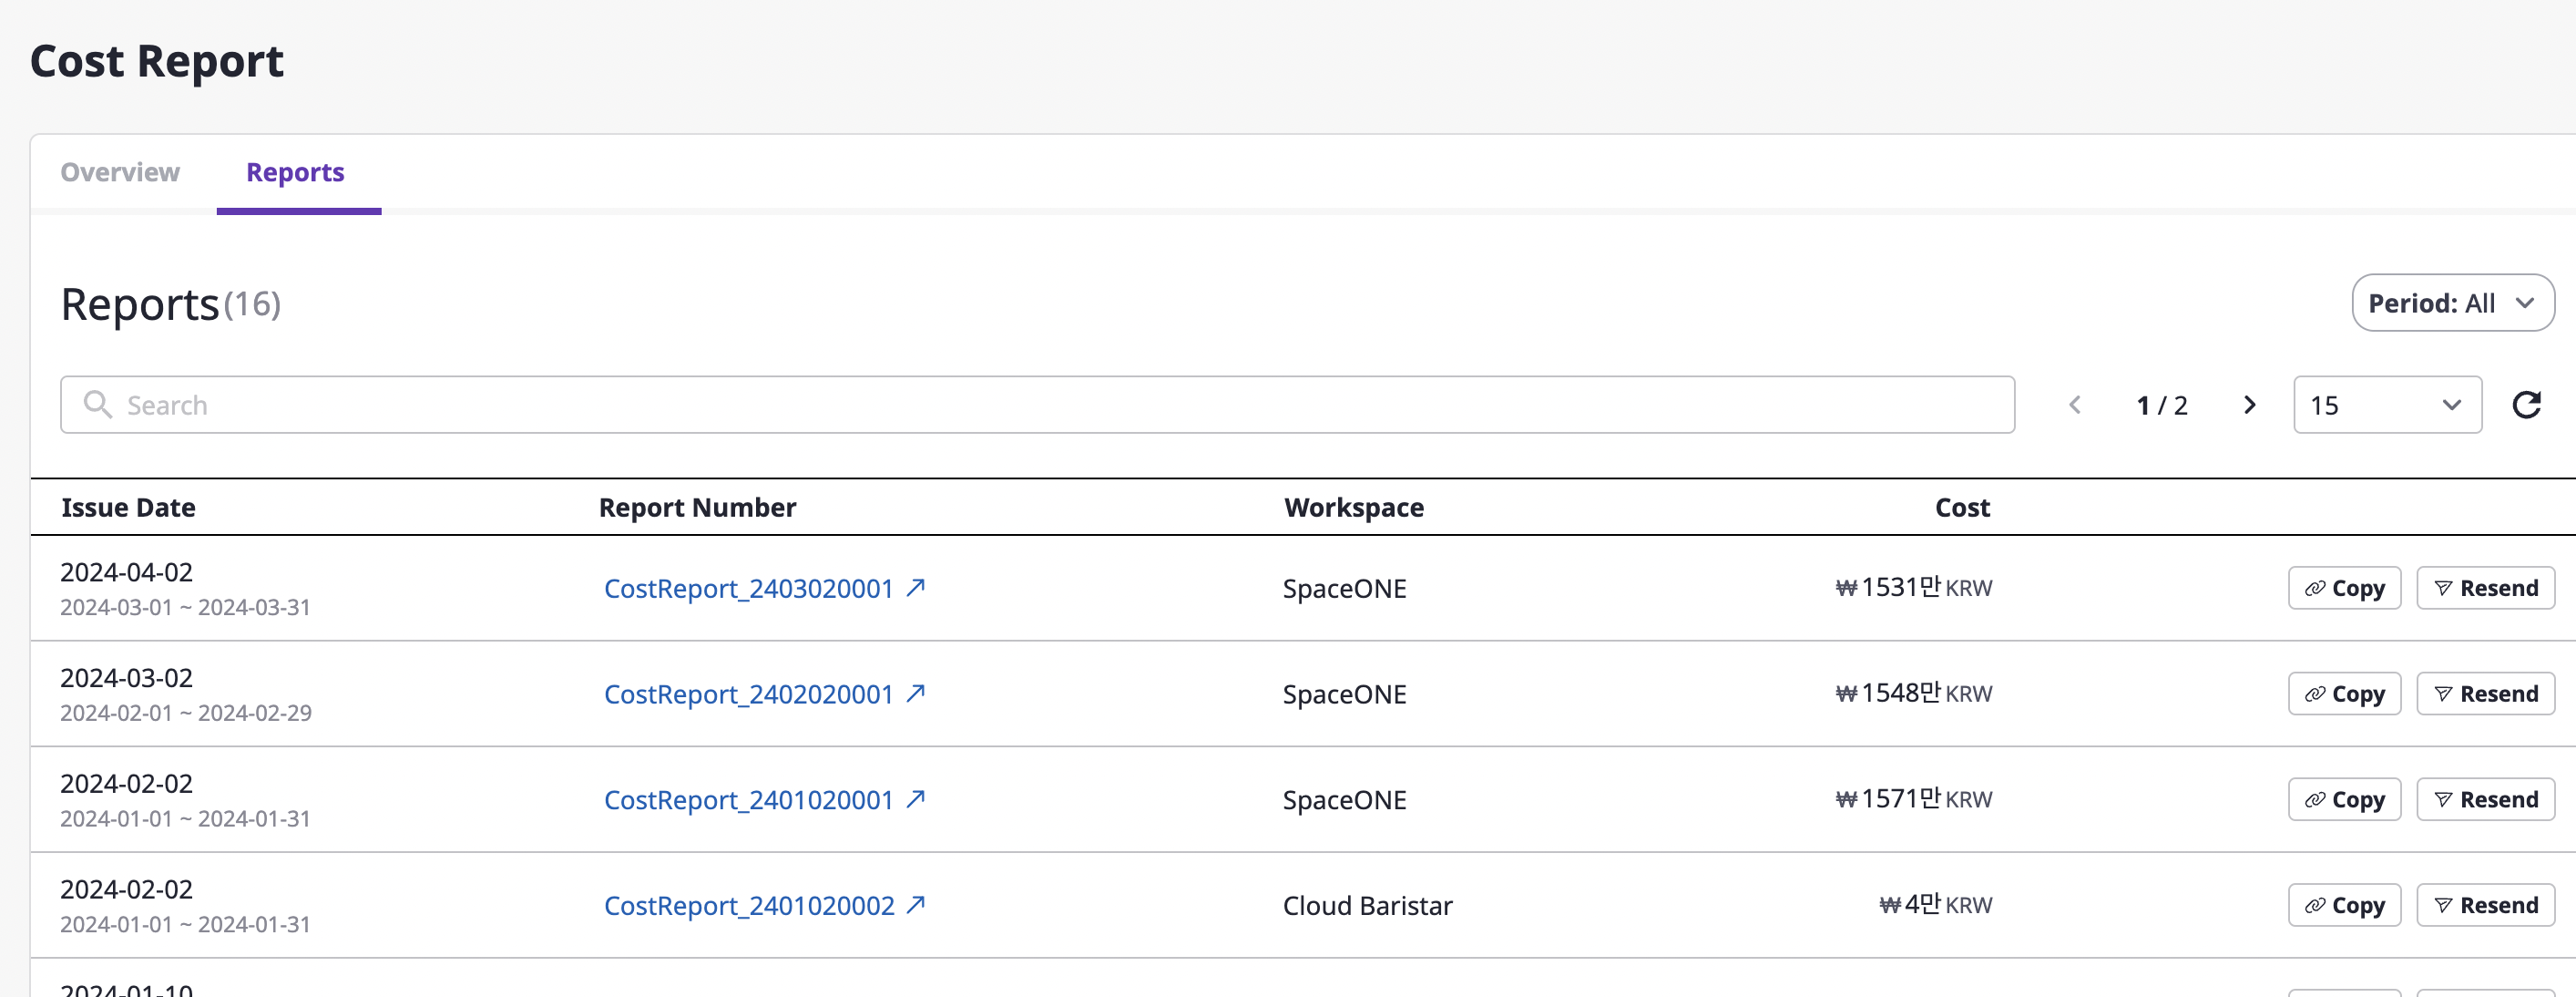 Cost Report
Overview Reports
Reports(16) Period: All
Search 1 / 2 15
Issue Date Report Number Workspace Cost
2024-04-02
2024-03-01 ~ 2024-03-31 CostReport_2403020001 SpaceONE ₩1531만 KRW Copy Resend
2024-03-02
2024-02-01 ~ 2024-02-29 CostReport_2402020001 SpaceONE ₩1548만 KRW Copy Resend
2024-02-02
2024-01-01 ~ 2024-01-31 CostReport_2401020001 SpaceONE ₩1571만 KRW Copy Resend
2024-02-02
2024-01-01 ~ 2024-01-31 CostReport_2401020002 Cloud Baristar ₩4만 KRW Copy Resend
2024-01-10